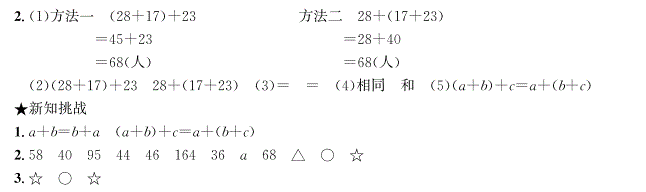 2.(1)方法一 (28+17)+23 方法二 28+(17+23)
=45+23 =28+40
=68(人) =68(人)
(2)(28+17)+23 28+(17+23) (3)= = (4)相同 和 (5)(a+b)+c=a+(b+c)
★新知挑战
1. a+b=b+a (a+b)+c=a+(b+c)
2. 58 40 95 44 46 164 36 a 68 △ ○ ☆
3. ☆ ○ ☆